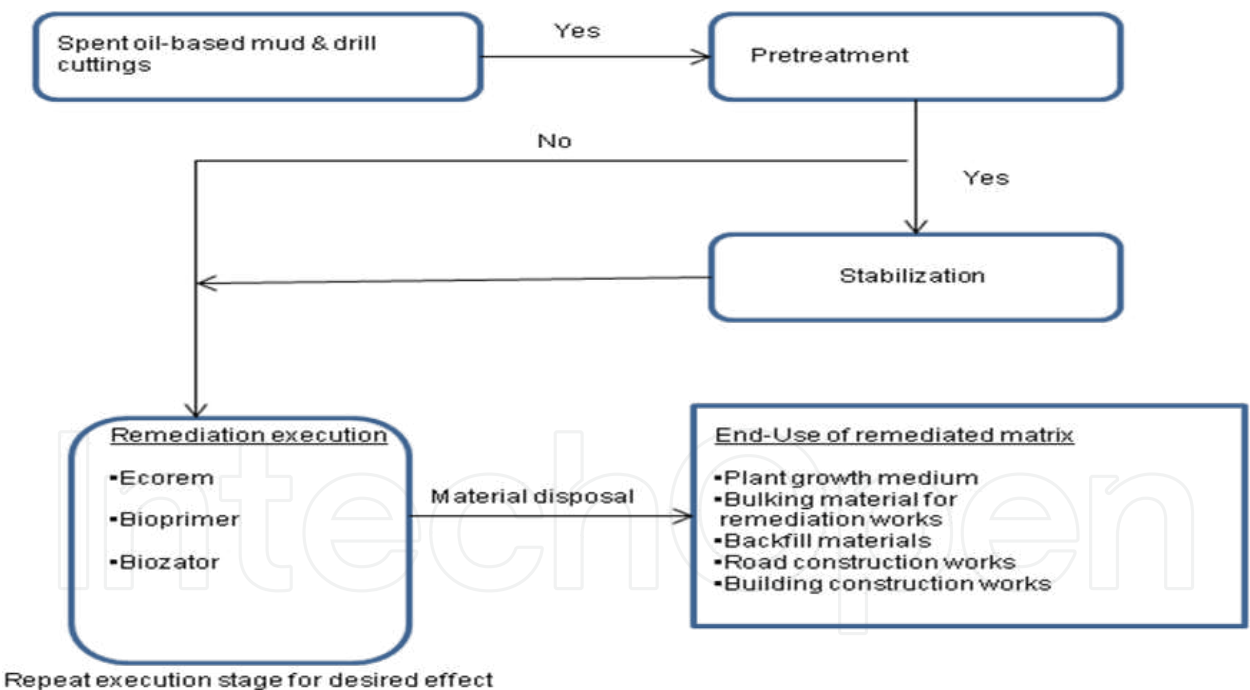 Spent oil-based mud & drill
cuttings
Yes
Pretreatment
No
Yes
Stabilization
Remediation execution
▪Ecorem
▪Bioprimer
▪Biozator
Material disposal
End-Use of remediated matrix
▪Plant growth medium
▪Bulking material for
remediation works
▪Backfill materials
▪Road construction works
▪Building construction works
IntechOpen
Repeat execution stage for desired effect